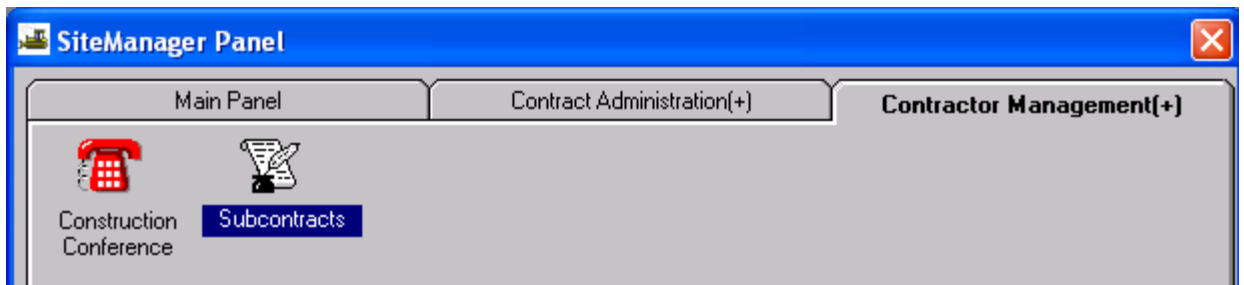 SiteManager Panel
Main Panel
Contract Administration(+)
Contractor Management(+)
Construction
Conference
Subcontracts